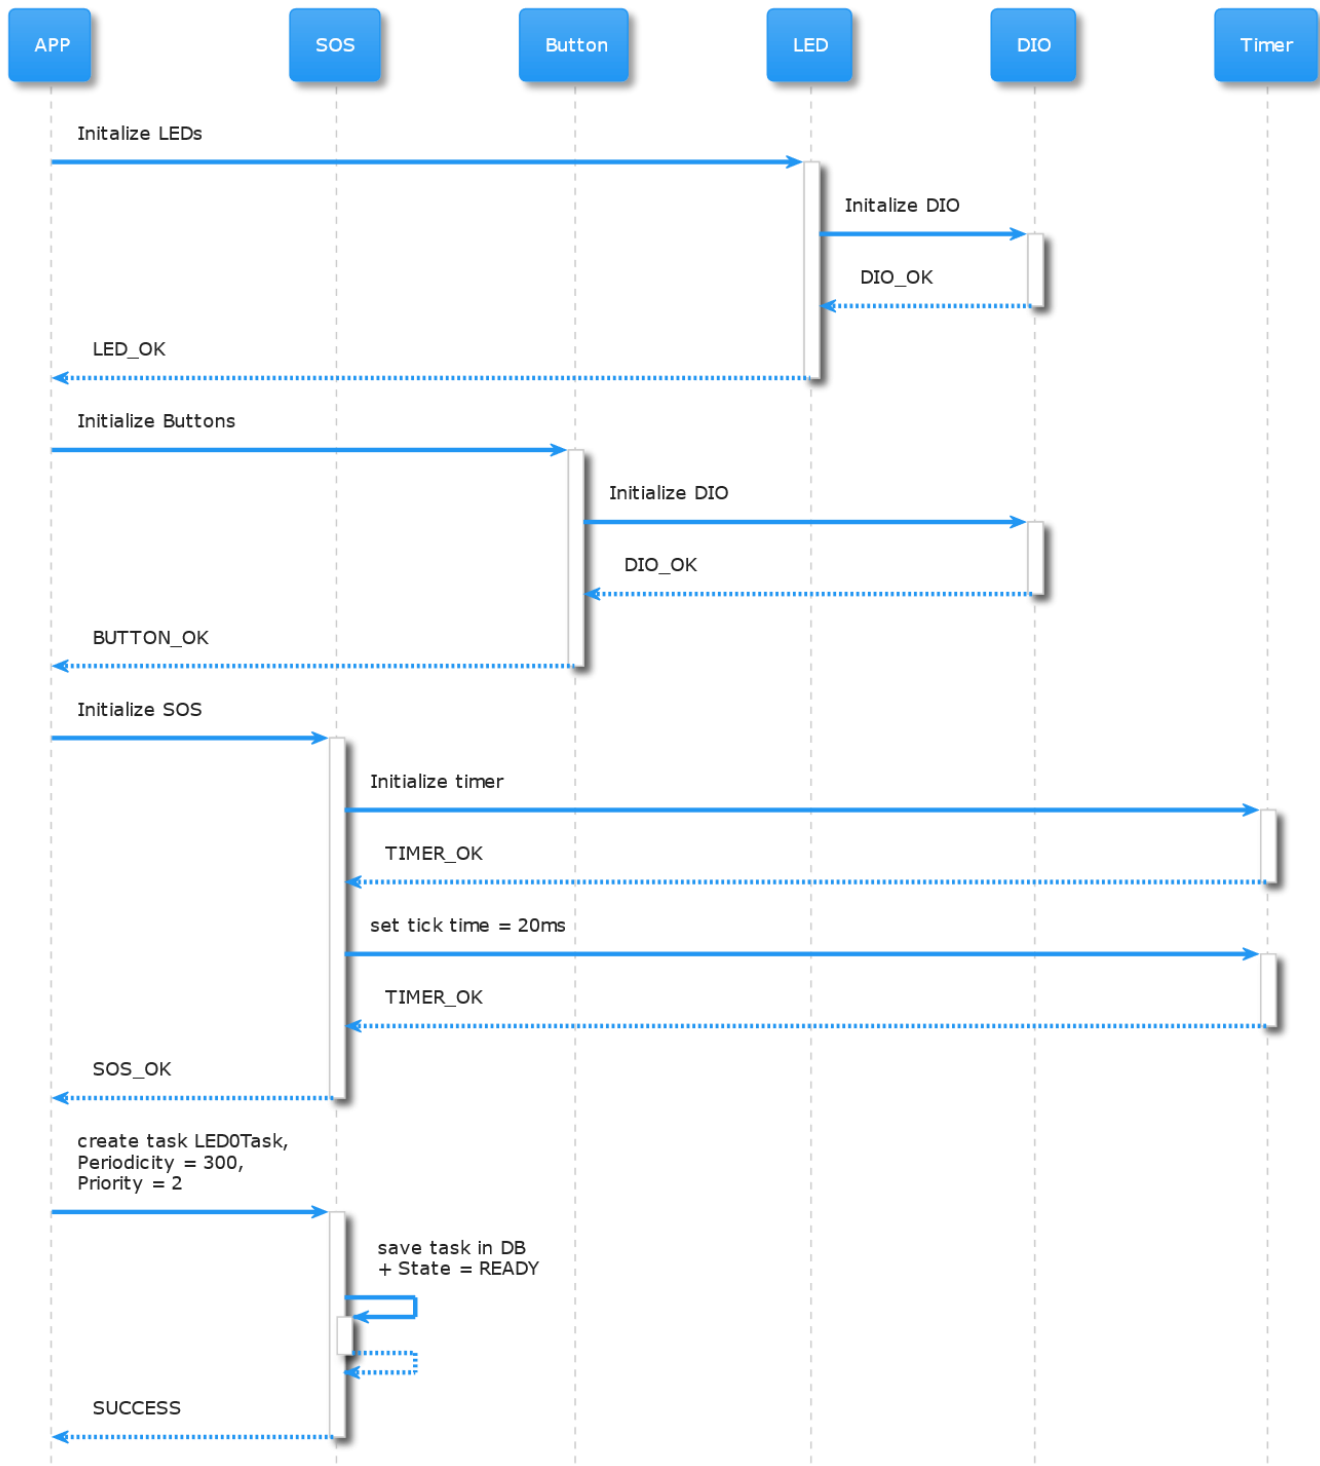 APP
SOS
Button
LED
DIO
Timer
Initalize LEDs
Initalize DIO
DIO_OK
LED_OK
Initialize Buttons
Initialize DIO
DIO_OK
BUTTON_OK
Initialize SOS
Initialize timer
TIMER_OK
set tick time = 20ms
TIMER_OK
SOS_OK
create task LED0Task,
Periodicity = 300,
Priority = 2
save task in DB
+ State = READY
SUCCESS